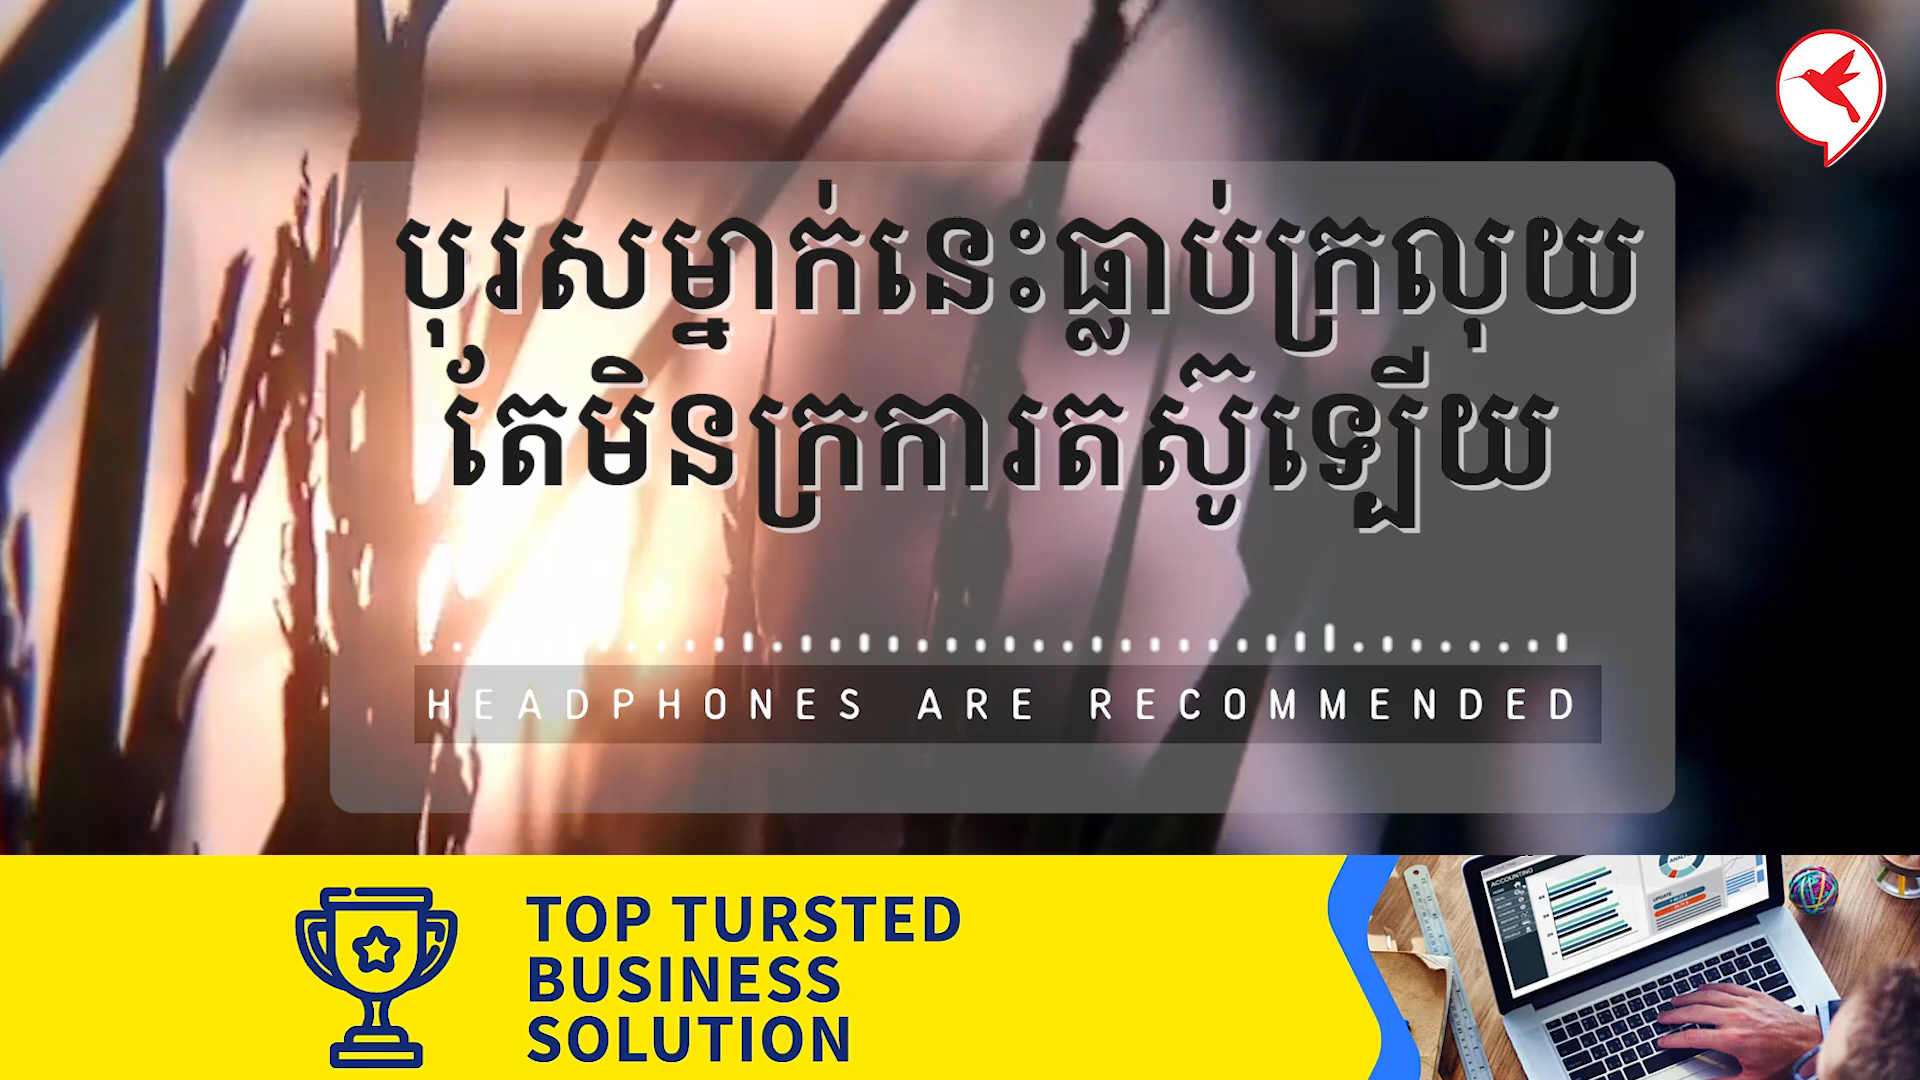 បុរសម្នាក់នេះធ្លាប់ក្រលុយ
តែមិនក្រការតស៊ូឡើយ
HEADPHONES ARE RECOMMENDED
TOP TURSTED
BUSINESS
SOLUTION
ACCOUNTING